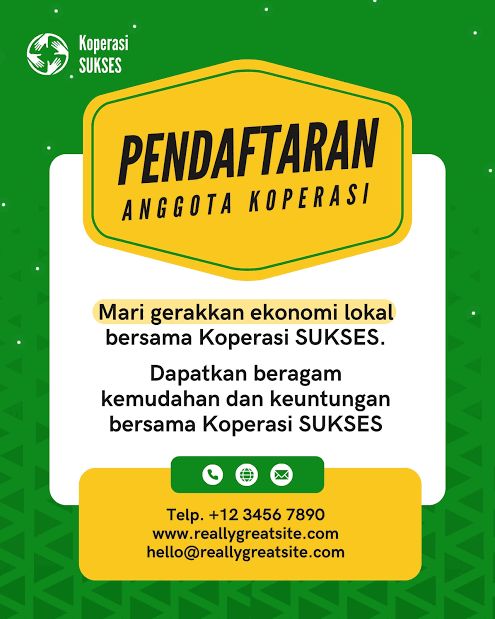 Koperasi
SUKSES
PENDAFTARAN
ANGGOTA KOPERASI
Mari gerakkan ekonomi lokal
bersama Koperasi SUKSES.
Dapatkan beragam
kemudahan dan keuntungan
bersama Koperasi SUKSES
Telp. +12 3456 7890
www.reallygreatsite.com
hello@reallygreatsite.com